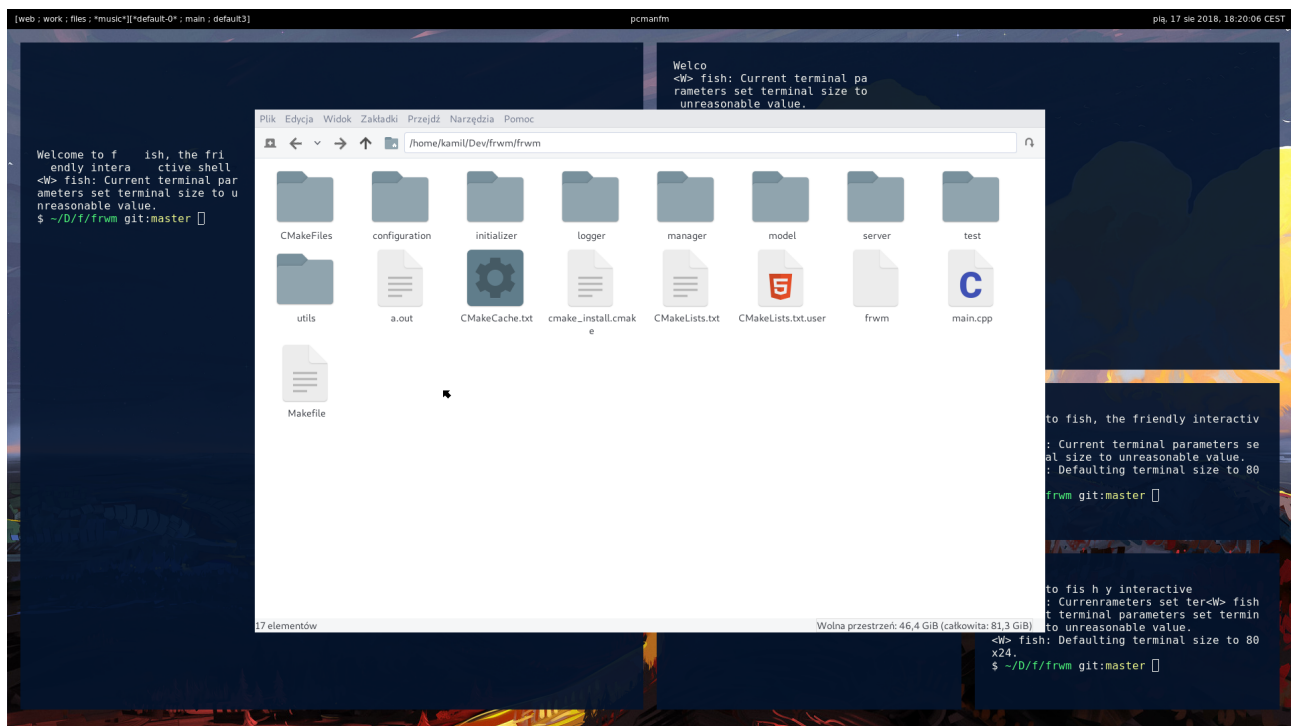 [web ; work ; files ; *music*][*default-0* ; main ; default3]
pcmanfm
pią, 17 sie 2018, 18:20:06 CEST
Welco
<W> fish: Current terminal pa
rameters set terminal size to
unreasonable value.
Welcome to f    ish, the fri
endly intera    ctive shell
<W> fish: Current terminal par
ameters set terminal size to u
nreasonable value.
$ ~/D/f/frwm git:master
Plik Edycja Widok Zakładki Przejdź Narzędzia Pomoc
/home/kamil/Dev/frwm/frwm
CMakeFiles configuration initializer logger manager model server test
utils a.out CMakeCache.txt cmake_install.cmak CMakeLists.txt CMakeLists.txt.user frwm main.cpp
e
Makefile
17 elementów
Wolna przestrzeń: 46,4 GiB (całkowita: 81,3 GiB)
to fish, the friendly interactiv
: Current terminal parameters se
al size to unreasonable value.
: Defaulting terminal size to 80
frwm git:master
to fis h y interactive
: Currenrameters set ter<W> fish
t terminal parameters set termin
to unreasonable value.
<W> fish: Defaulting terminal size to 80
x24.
$ ~/D/f/frwm git:master